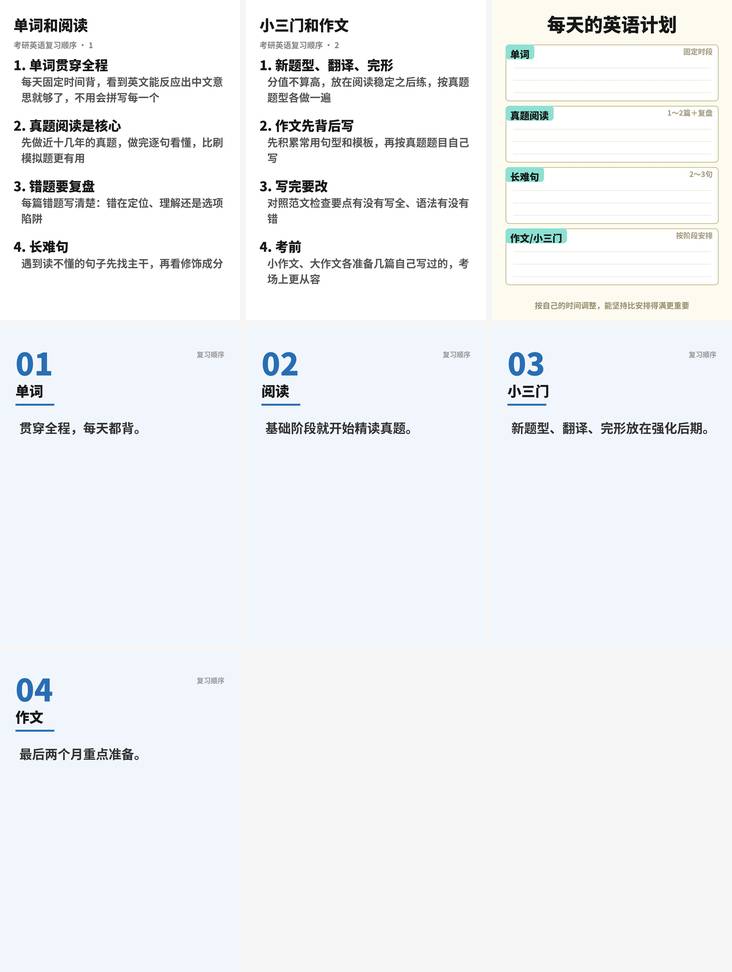 单词和阅读
考研英语复习顺序 · 1
1. 单词贯穿全程
每天固定时间背，看到英文能反应出中文意
思就够了，不用会拼写每一个
2. 真题阅读是核心
先做近十几年的真题，做完逐句看懂，比刷
模拟题更有用
3. 错题要复盘
每篇错题写清楚：错在定位、理解还是选项
陷阱
4. 长难句
遇到读不懂的句子先找主干，再看修饰成分
小三门和作文
考研英语复习顺序 · 2
1. 新题型、翻译、完形
分值不算高，放在阅读稳定之后练，按真题
题型各做一遍
2. 作文先背后写
先积累常用句型和模板，再按真题题目自己
写
3. 写完要改
对照范文检查要点有没有写全、语法有没有
错
4. 考前
小作文、大作文各准备几篇自己写过的，考
场上更从容
每天的英语计划
单词
固定时段
真题阅读
1～2篇＋复盘
长难句
2～3句
作文/小三门
按阶段安排
按自己的时间调整，能坚持比安排得满更重要
01
复习顺序
单词
贯穿全程，每天都背。
02
复习顺序
阅读
基础阶段就开始精读真题。
03
复习顺序
小三门
新题型、翻译、完形放在强化后期。
04
复习顺序
作文
最后两个月重点准备。